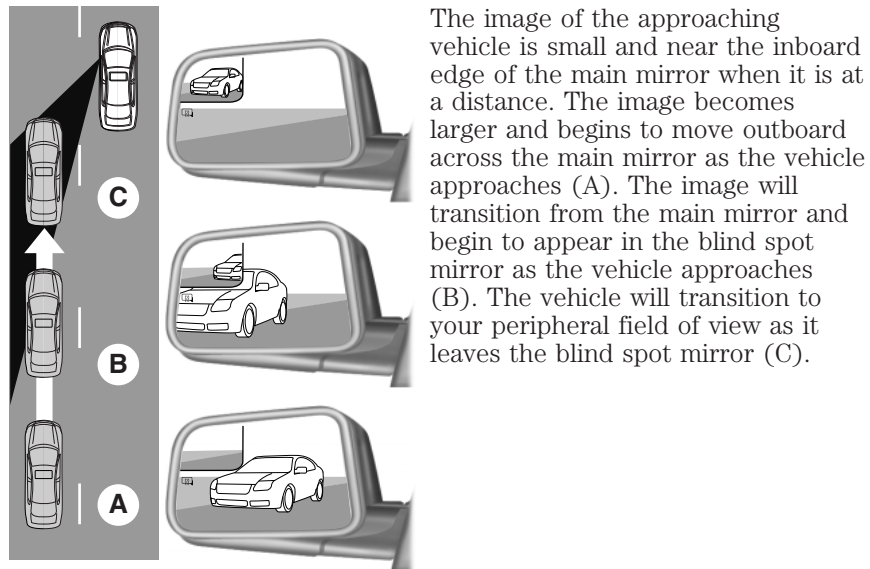 The image of the approaching
vehicle is small and near the inboard
edge of the main mirror when it is at
a distance. The image becomes
larger and begins to move outboard
across the main mirror as the vehicle
approaches (A). The image will
transition from the main mirror and
begin to appear in the blind spot
mirror as the vehicle approaches
(B). The vehicle will transition to
your peripheral field of view as it
leaves the blind spot mirror (C).
C
B
A